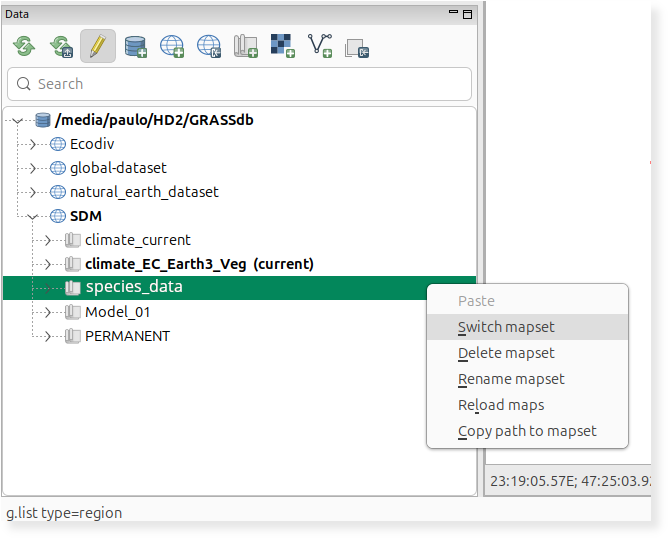 Data
Search
/media/paulo/HD2/GRASSdb
Ecodiv
global-dataset
natural_earth_dataset
SDM
climate_current
climate_EC_Earth3_Veg (current)
species_data
Model_01
PERMANENT
Paste
Switch mapset
Delete mapset
Rename mapset
Reload maps
Copy path to mapset
23:19:05.57E; 47:25:03.92
g.list type=region